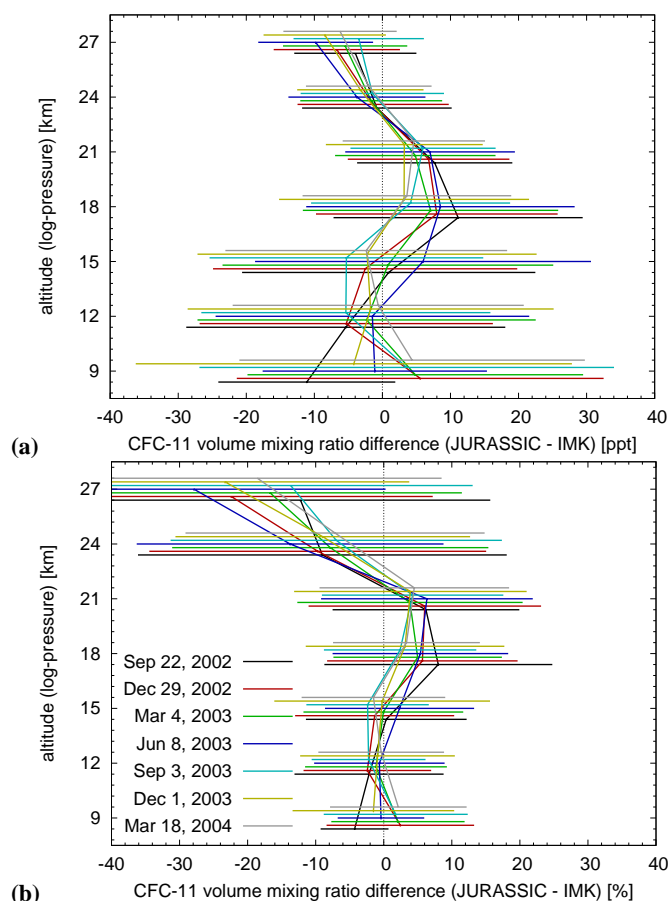 (a)
altitude (log-pressure) [km]
27
24
21
18
15
12
9
-40 -30 -20 -10 0 10 20 30 40
CFC-11 volume mixing ratio difference (JURASSIC - IMK) [ppt]
(b)
altitude (log-pressure) [km]
27
24
21
18
15
12
9
Sep 22, 2002
Dec 29, 2002
Mar 4, 2003
Jun 8, 2003
Sep 3, 2003
Dec 1, 2003
Mar 18, 2004
-40 -30 -20 -10 0 10 20 30 40
CFC-11 volume mixing ratio difference (JURASSIC - IMK) [%]